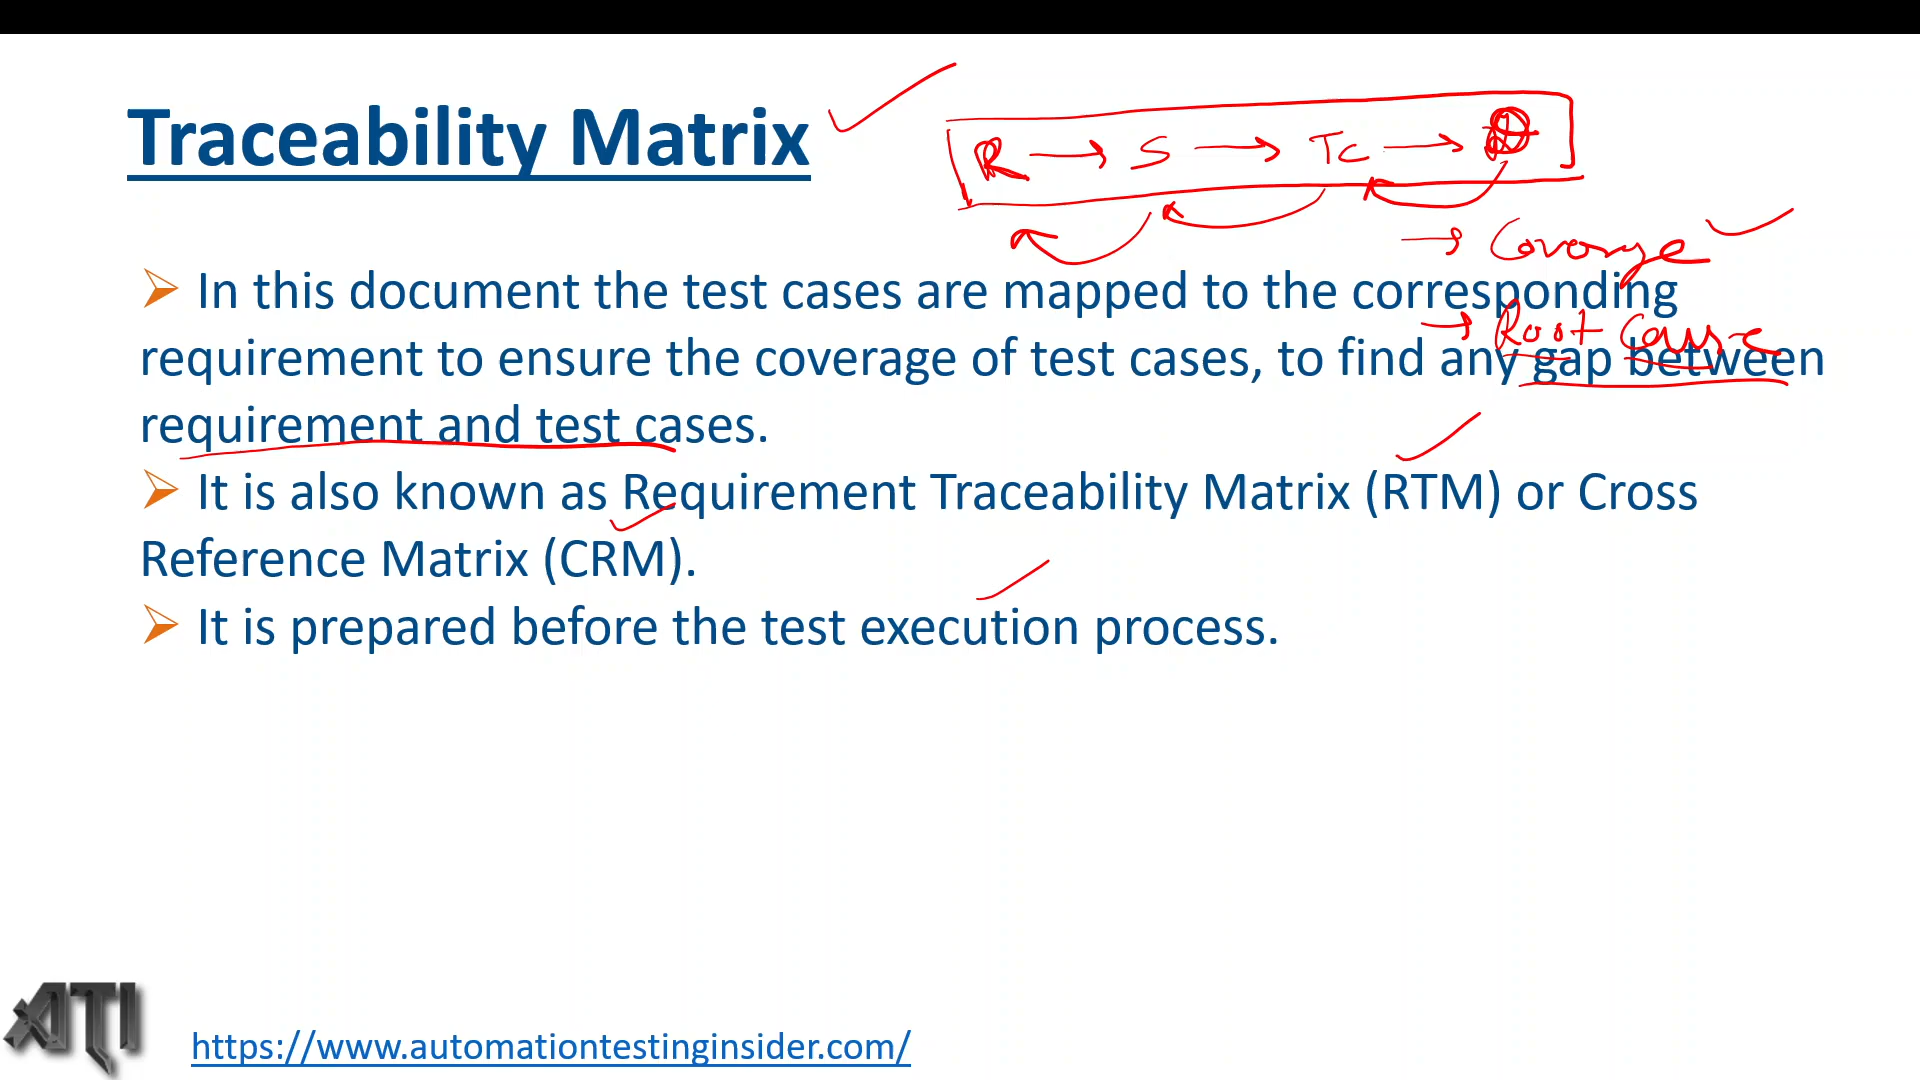 Traceability Matrix
R → S → TC →
→ Coverage
➢ In this document the test cases are mapped to the corresponding
→ Root Cause
requirement to ensure the coverage of test cases, to find any gap between
requirement and test cases.
➢ It is also known as Requirement Traceability Matrix (RTM) or Cross
Reference Matrix (CRM).
➢ It is prepared before the test execution process.
ATI
https://www.automationtestinginsider.com/